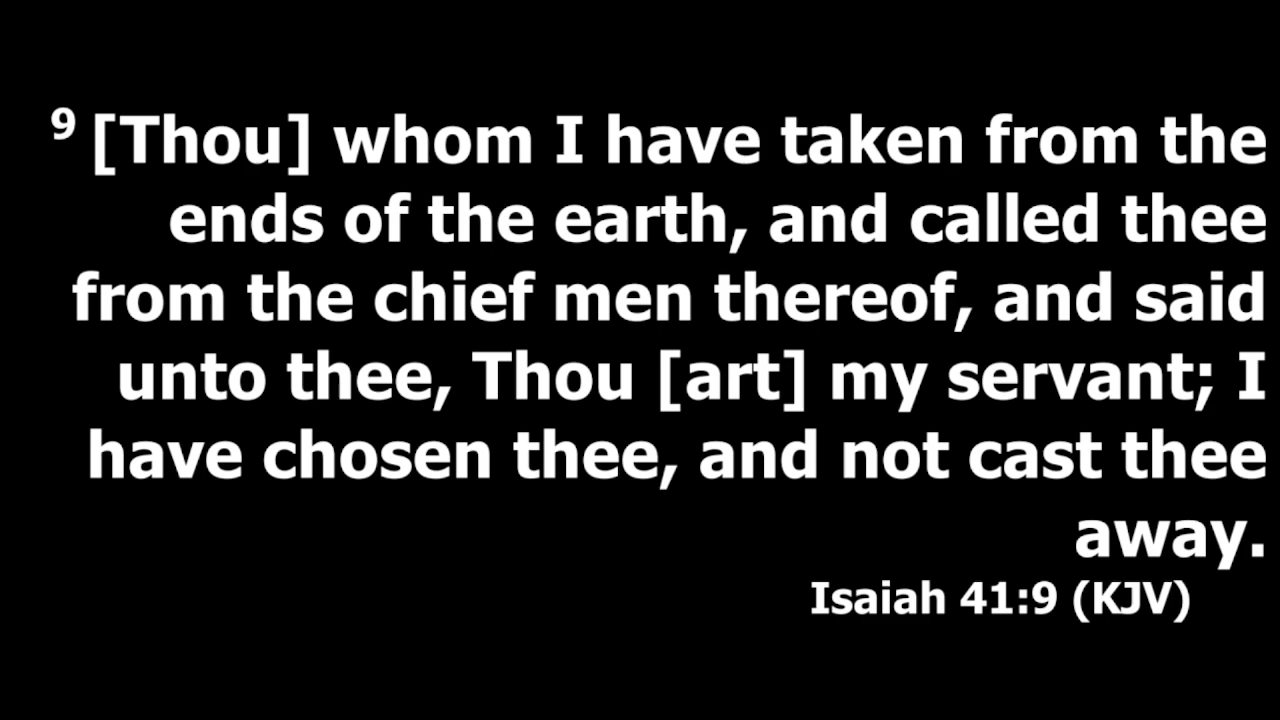 9 [Thou] whom I have taken from the
ends of the earth, and called thee
from the chief men thereof, and said
unto thee, Thou [art] my servant; I
have chosen thee, and not cast thee
away.
Isaiah 41:9 (KJV)